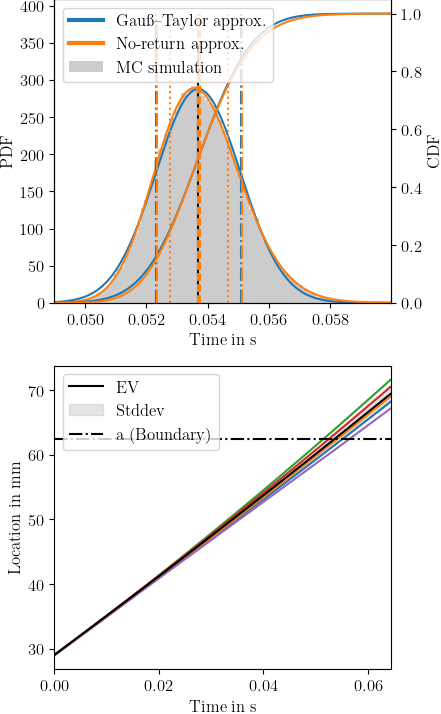 Gauß–Taylor approx.
No-return approx.
MC simulation
400
350
300
250
200
150
100
50
0
PDF
1.0
0.8
0.6
0.4
0.2
0.0
CDF
0.050 0.052 0.054 0.056 0.058
Time in s
EV
Stddev
a (Boundary)
70
60
50
40
30
Location in mm
0.00 0.02 0.04 0.06
Time in s